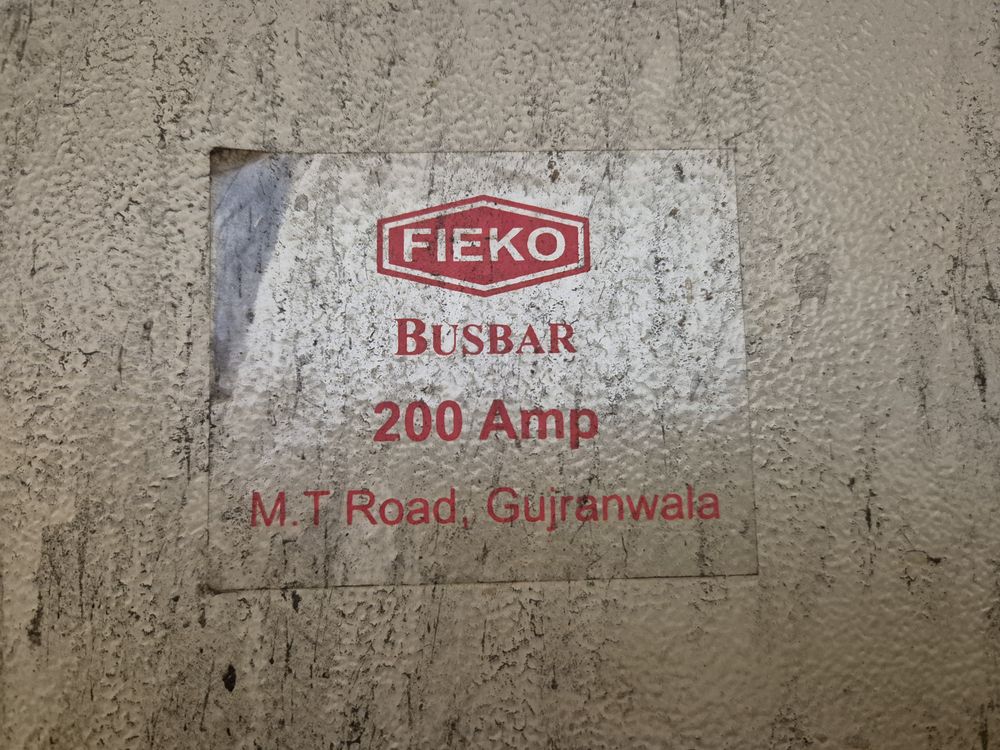 FIEKO
BUSBAR
200 Amp
M.T Road, Gujranwala